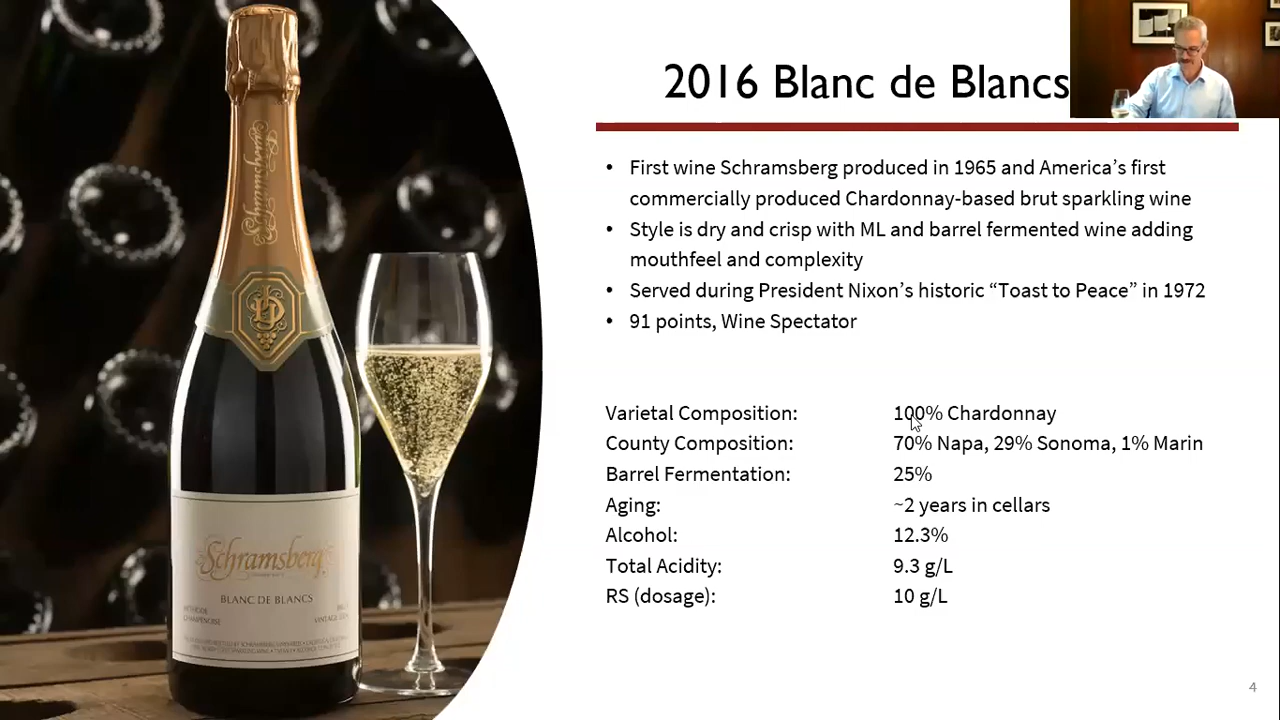 2016 Blanc de Blancs
• First wine Schramsberg produced in 1965 and America’s first
commercially produced Chardonnay-based brut sparkling wine
• Style is dry and crisp with ML and barrel fermented wine adding
mouthfeel and complexity
• Served during President Nixon’s historic “Toast to Peace” in 1972
• 91 points, Wine Spectator
Varietal Composition: 100% Chardonnay
County Composition: 70% Napa, 29% Sonoma, 1% Marin
Barrel Fermentation: 25%
Aging: ~2 years in cellars
Alcohol: 12.3%
Total Acidity: 9.3 g/L
RS (dosage): 10 g/L
4
Schramsberg
Schramsberg
BLANC DE BLANCS
MÉTHODE
CHAMPENOISE